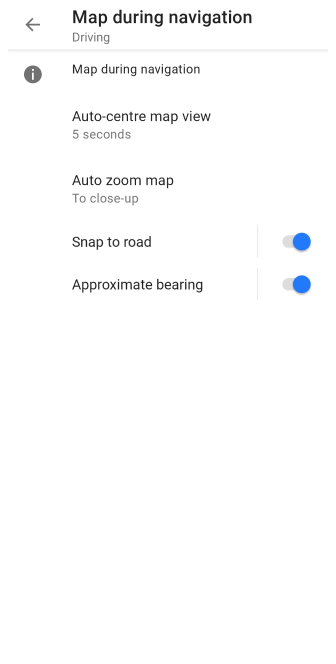 Map during navigation
Driving
Map during navigation
Auto-centre map view
5 seconds
Auto zoom map
To close-up
Snap to road
Approximate bearing